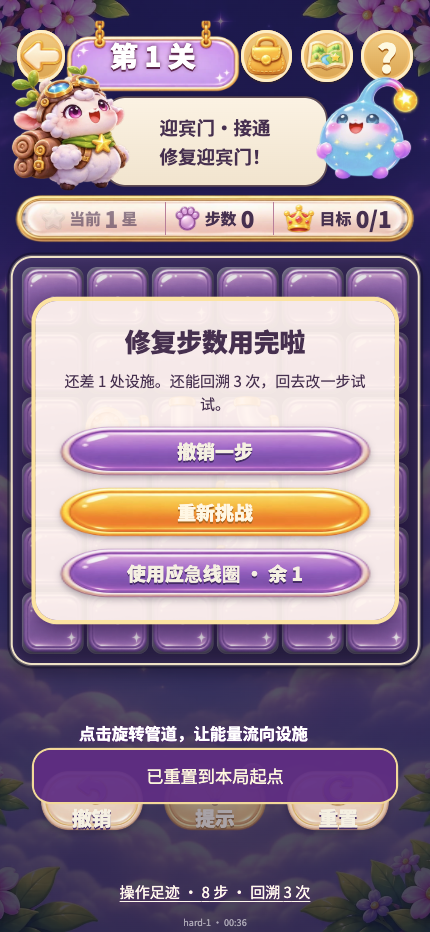 第 1 关
?
迎宾门・接通
修复迎宾门！
当前 1 星 步数 0 目标 0/1
修复步数用完啦
还差 1 处设施。还能回溯 3 次，回去改一步试
试。
撤销一步
重新挑战
使用应急线圈 · 余 1
点击旋转管道，让能量流向设施
已重置到本局起点
撤销 提示 重置
操作足迹 · 8 步 · 回溯 3 次
hard-1 · 00:36